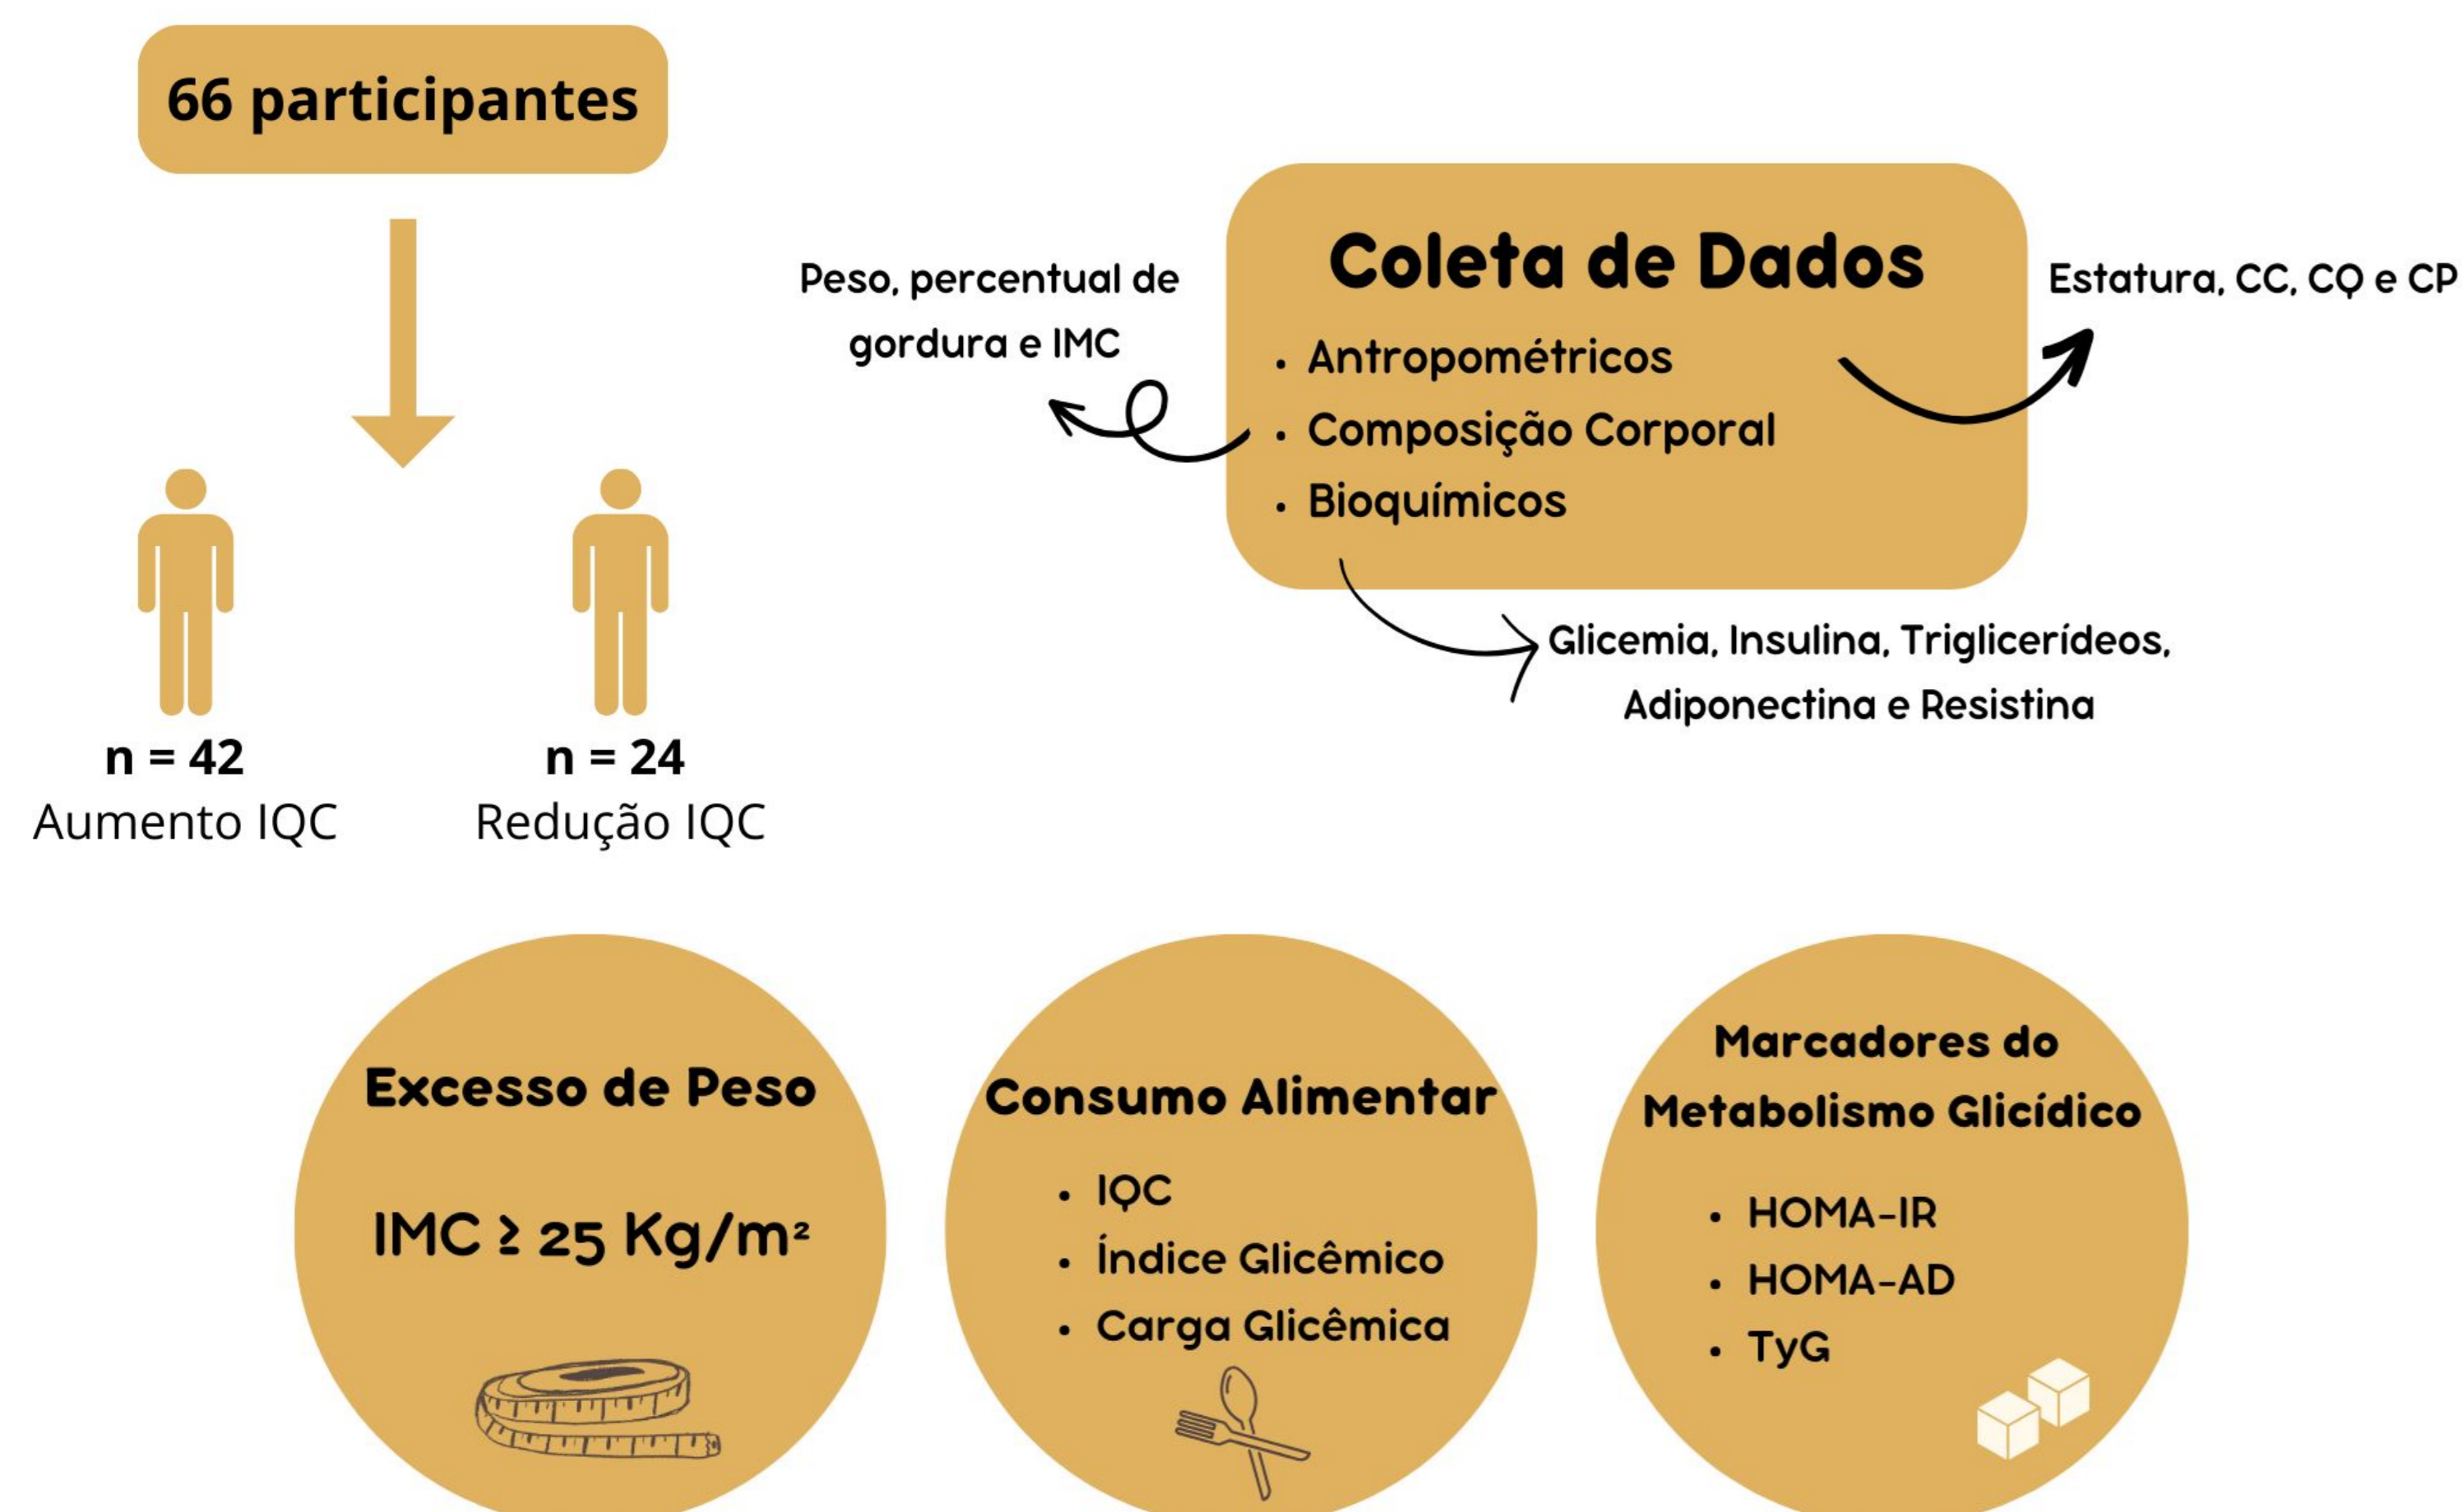 66 participantes
n = 42
Aumento IQC
n = 24
Redução IQC
Peso, percentual de
gordura e IMC
Coleta de Dados
• Antropométricos
• Composição Corporal
• Bioquímicos
Estatura, CC, CQ e CP
Glicemia, Insulina, Triglicerídeos,
Adiponectina e Resistina
Excesso de Peso
IMC ≥ 25 Kg/m²
Consumo Alimentar
• IQC
• Índice Glicêmico
• Carga Glicêmica
Marcadores do
Metabolismo Glicídico
• HOMA-IR
• HOMA-AD
• TyG